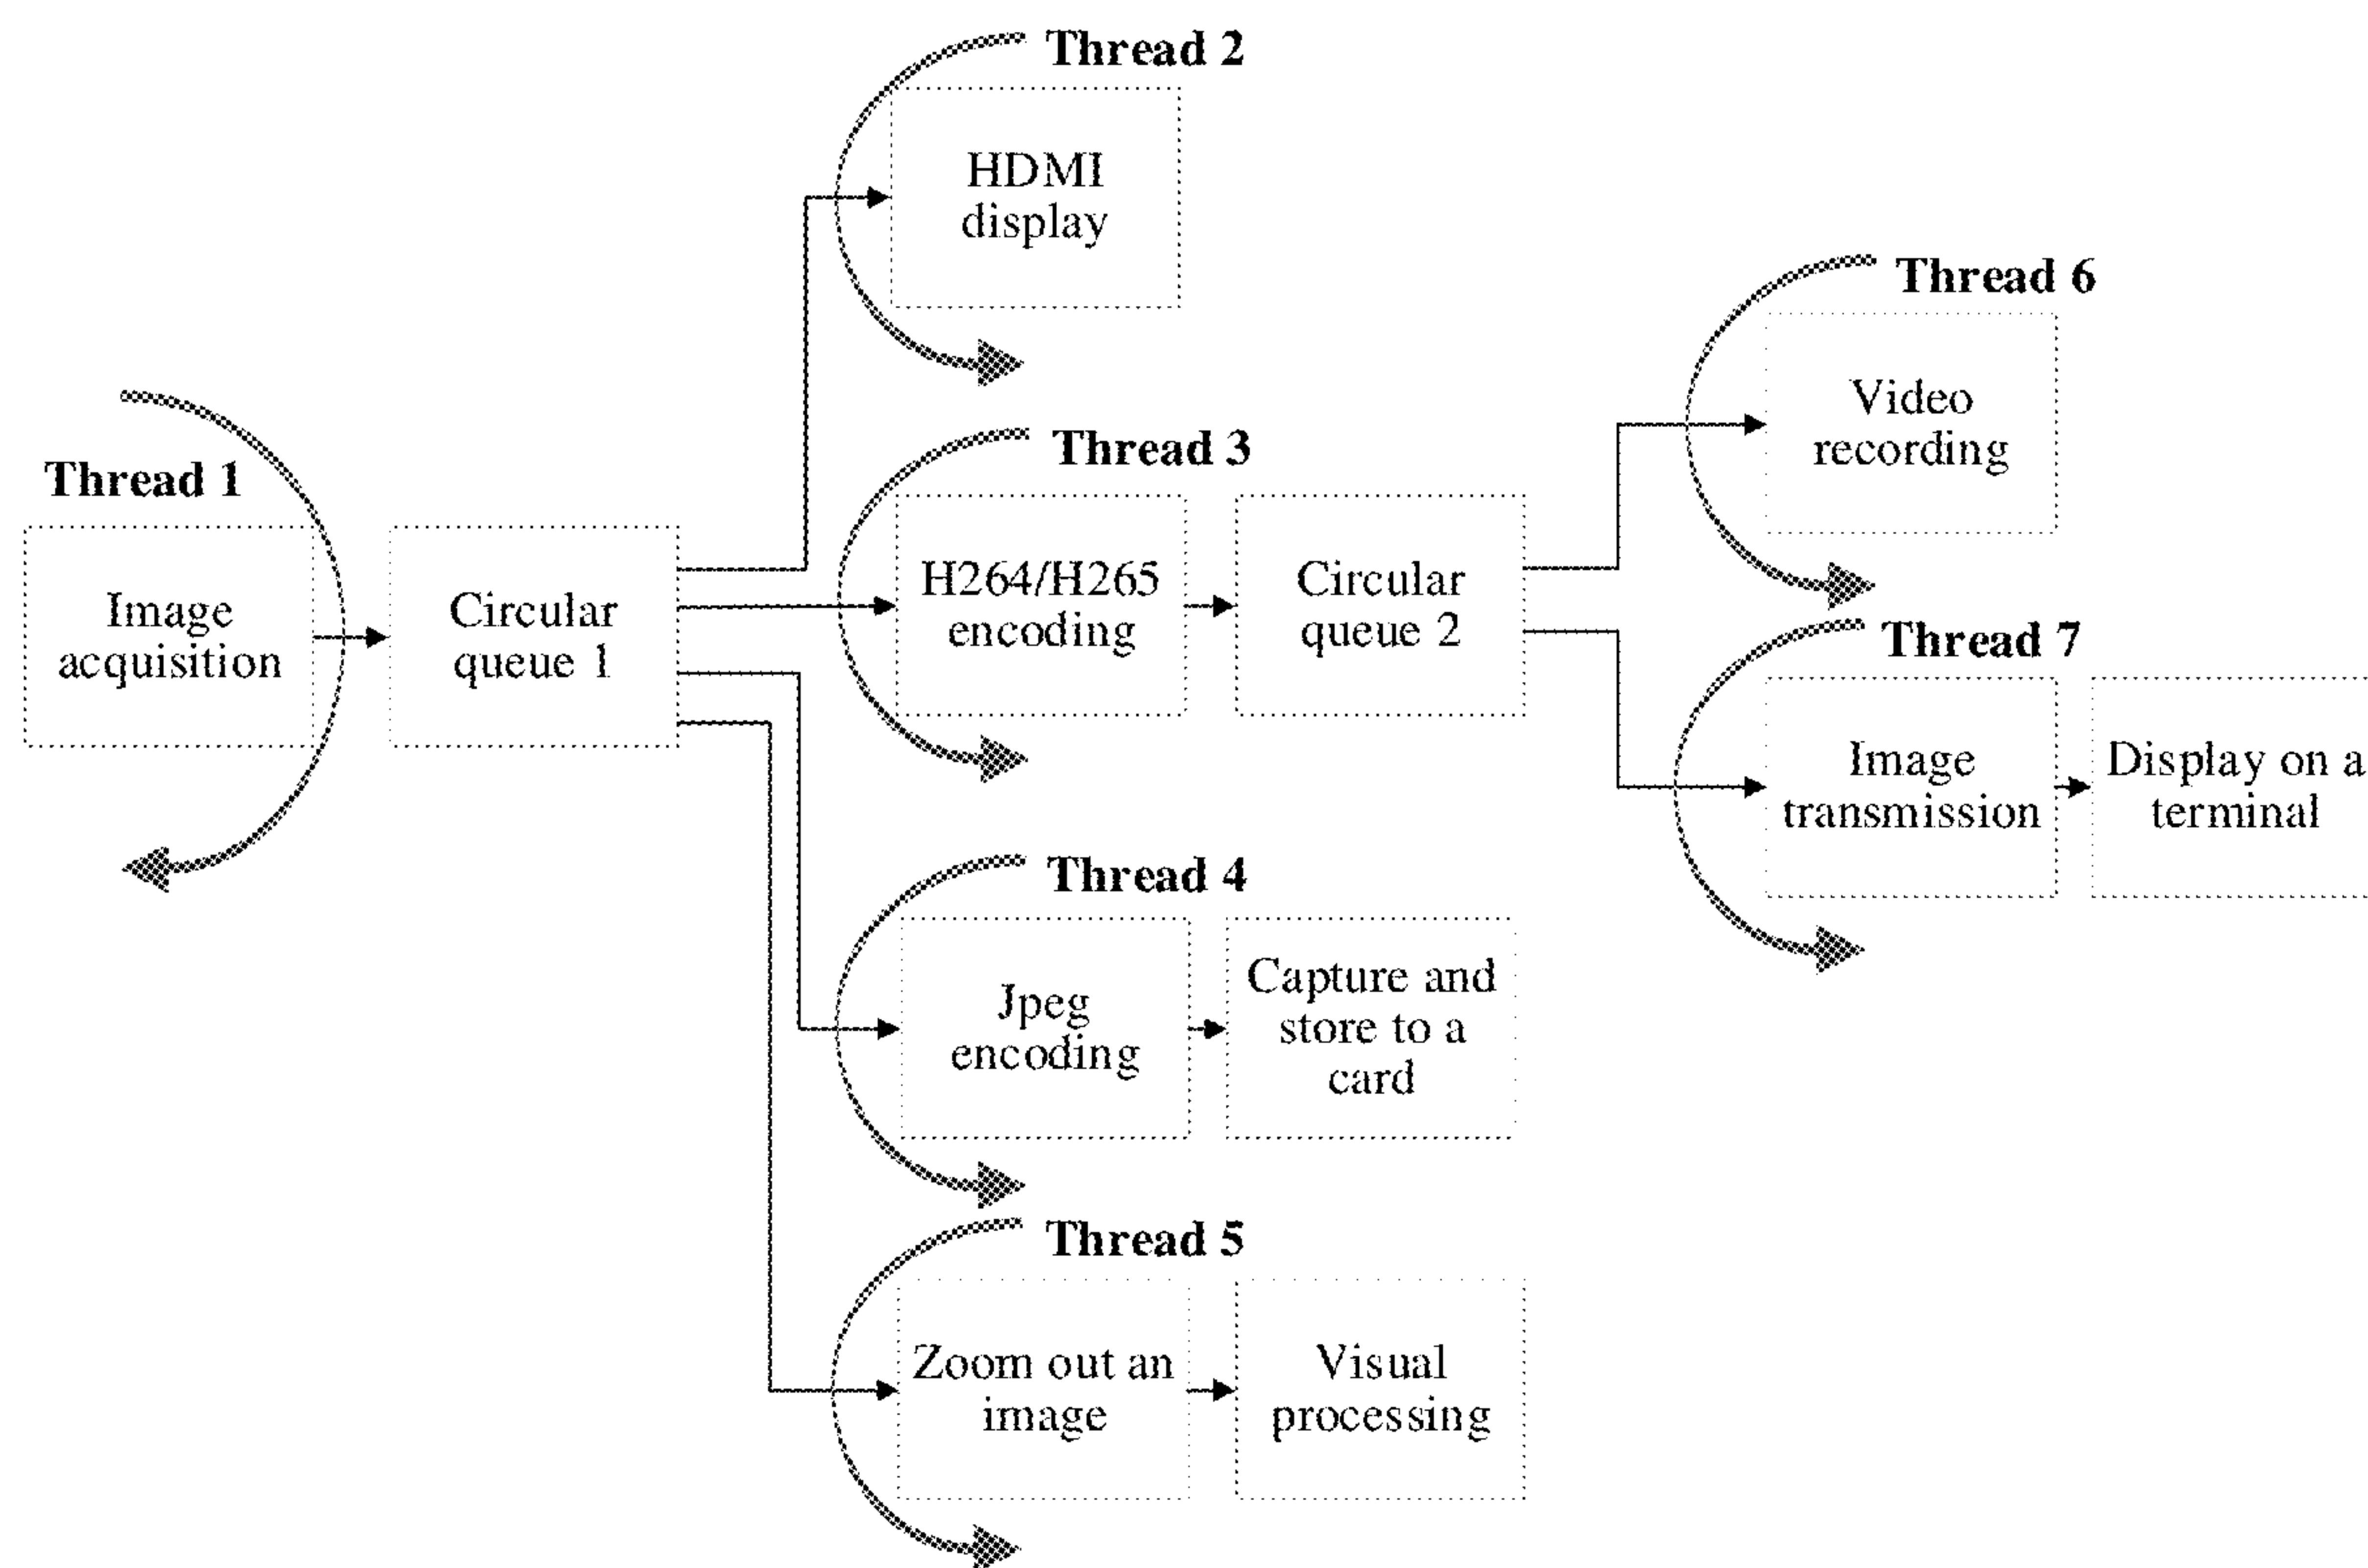 Thread 1
Image
acquisition
Circular
queue 1
Thread 2
HDMI
display
Thread 3
H264/H265
encoding
Circular
queue 2
Thread 6
Video
recording
Thread 7
Image
transmission
Display on a
terminal
Thread 4
Jpeg
encoding
Capture and
store to a
card
Thread 5
Zoom out an
image
Visual
processing